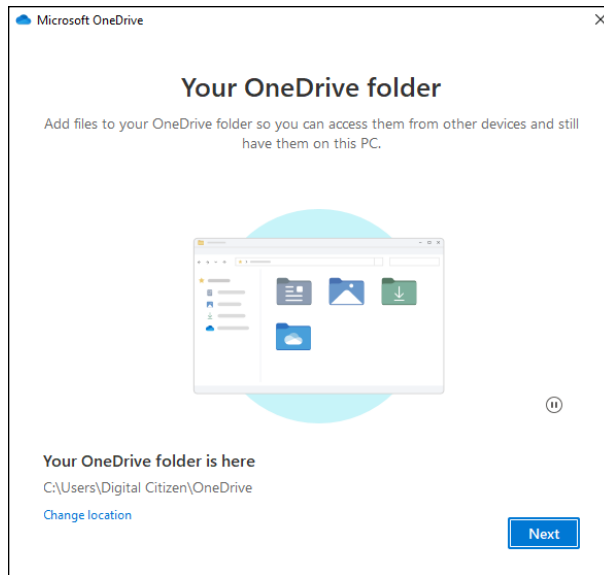 Microsoft OneDrive
Your OneDrive folder
Add files to your OneDrive folder so you can access them from other devices and still
have them on this PC.
Your OneDrive folder is here
C:\Users\Digital Citizen\OneDrive
Change location
Next